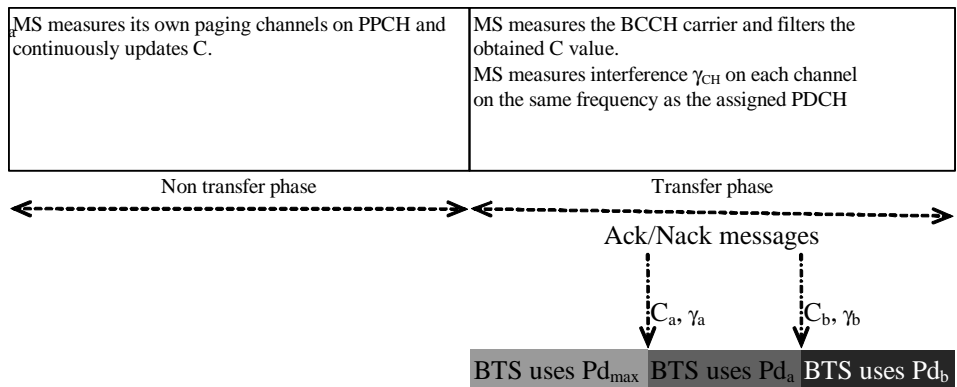 a
MS measures its own paging channels on PPCH and
continuously updates C.
MS measures the BCCH carrier and filters the
obtained C value.
MS measures interference γCH on each channel
on the same frequency as the assigned PDCH
Non transfer phase
Transfer phase
Ack/Nack messages
Ca, γa
Cb, γb
BTS uses Pdmax
BTS uses Pda
BTS uses Pdb